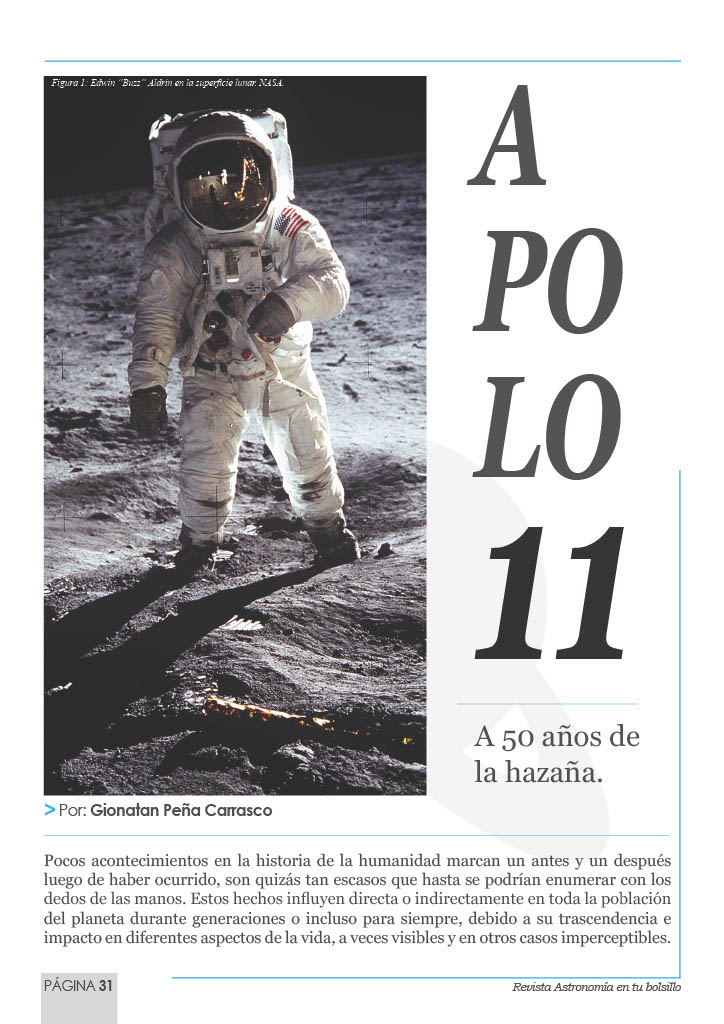 Figura 1: Edwin "Buzz" Aldrin en la superficie lunar. NASA.
A
PO
LO
11
A 50 años de
la hazaña.
> Por: Gionatan Peña Carrasco
Pocos acontecimientos en la historia de la humanidad marcan un antes y un después
luego de haber ocurrido, son quizás tan escasos que hasta se podrían enumerar con los
dedos de las manos. Estos hechos influyen directa o indirectamente en toda la población
del planeta durante generaciones o incluso para siempre, debido a su trascendencia e
impacto en diferentes aspectos de la vida, a veces visibles y en otros casos imperceptibles.
PÁGINA 31
Revista Astronomía en tu bolsillo